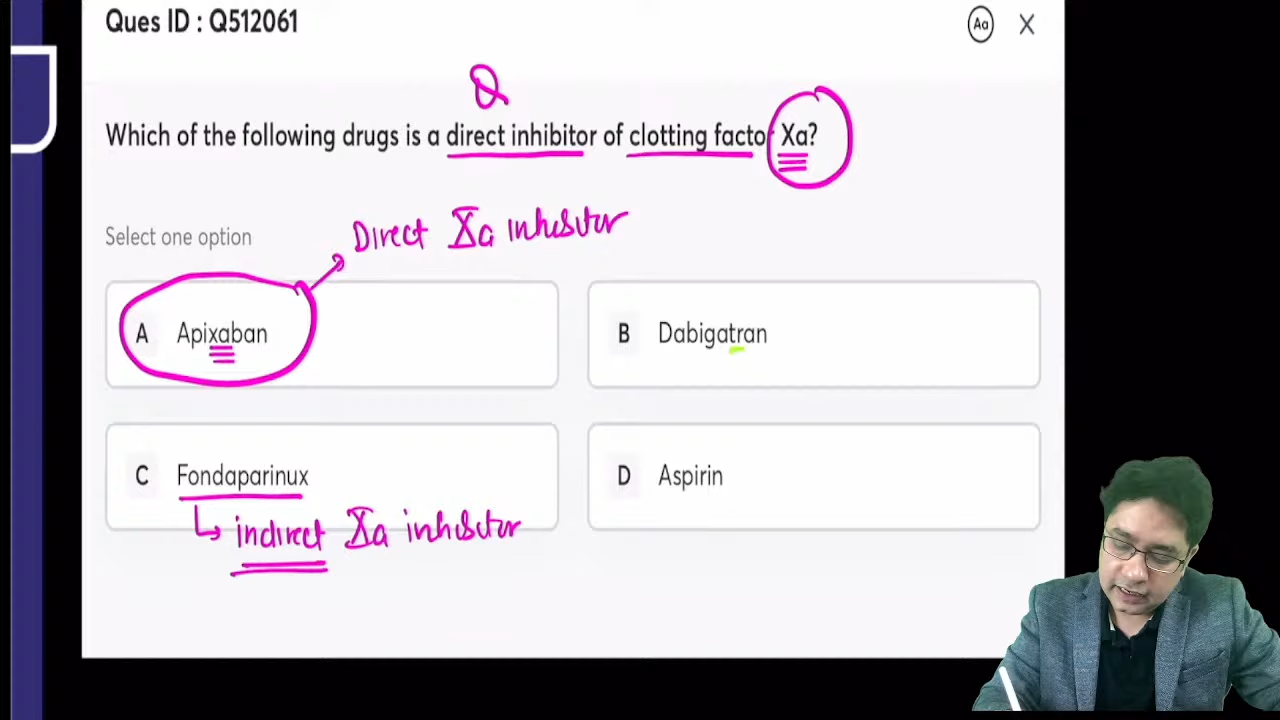 Ques ID : Q512061
Aa X
Q
Which of the following drugs is a direct inhibitor of clotting factor Xa?
Select one option
Direct Xa inhibitor
A Apixaban
B Dabigatran
C Fondaparinux
D Aspirin
indirect Xa inhibitor